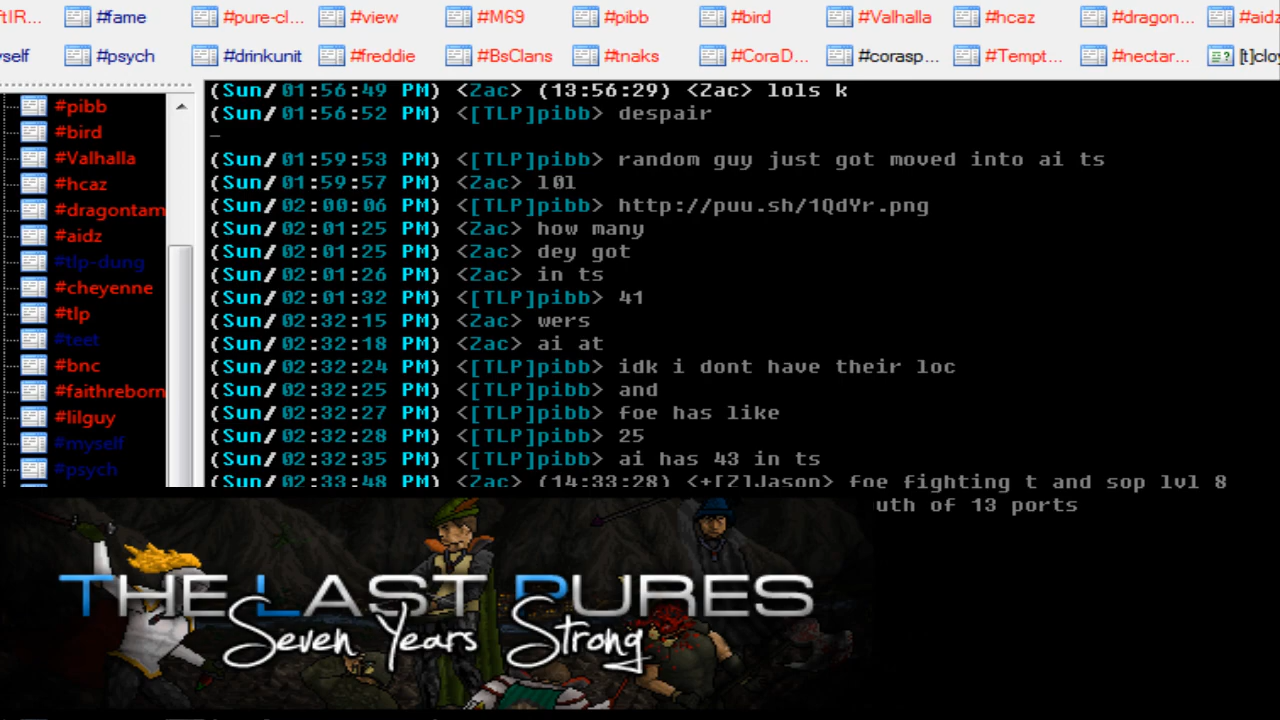 ftIR... #fame #pure-cl... #view #M69 #pibb #bird #Valhalla #hcaz #dragon... #aidz
yself #psych #drinkunit #freddie #BsClans #tnaks #CoraD... #corasp... #Tempt... #nectar... [t]cloy
#pibb
#bird
#Valhalla
#hcaz
#dragontam
#aidz
#tlp-dung
#cheyenne
#tlp
#teet
#bnc
#faithreborn
#lilguy
#myself
#psych
(Sun/01:56:49 PM) <Zac> (13:56:29) <Zac> lols k
(Sun/01:56:52 PM) <[TLP]pibb> despair
_
(Sun/01:59:53 PM) <[TLP]pibb> random guy just got moved into ai ts
(Sun/01:59:57 PM) <Zac> l0l
(Sun/02:00:06 PM) <[TLP]pibb> http://puu.sh/1QdYr.png
(Sun/02:01:25 PM) <Zac> how many
(Sun/02:01:25 PM) <Zac> dey got
(Sun/02:01:26 PM) <Zac> in ts
(Sun/02:01:32 PM) <[TLP]pibb> 41
(Sun/02:32:15 PM) <Zac> wers
(Sun/02:32:18 PM) <Zac> ai at
(Sun/02:32:24 PM) <[TLP]pibb> idk i dont have their loc
(Sun/02:32:25 PM) <[TLP]pibb> and
(Sun/02:32:27 PM) <[TLP]pibb> foe has like
(Sun/02:32:28 PM) <[TLP]pibb> 25
(Sun/02:32:35 PM) <[TLP]pibb> ai has 43 in ts
(Sun/02:33:48 PM) <Zac> (14:33:28) <+[Z]Jason> foe fighting t and sop lvl 8
uth of 13 ports
THE LAST PURES
Seven Years Strong